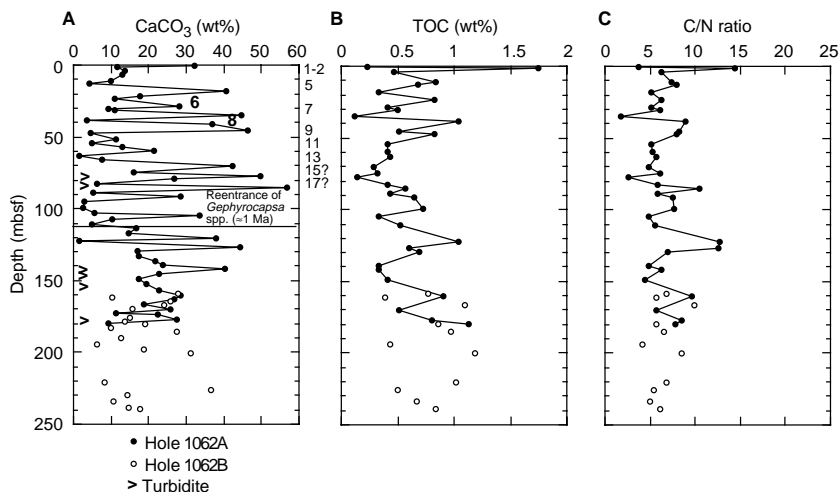 A CaCO3 (wt%)
0 10 20 30 40 50 60
B TOC (wt%)
0 0.5 1 1.5 2
C C/N ratio
0 5 10 15 20 25
Depth (mbsf)
0
50
100
150
200
250
1-2
5
6
7
8
9
11
13
15?
17?
> > > > > >
Reentrance of
Gephyrocapsa
spp. (≈1 Ma)
● Hole 1062A
○ Hole 1062B
> Turbidite